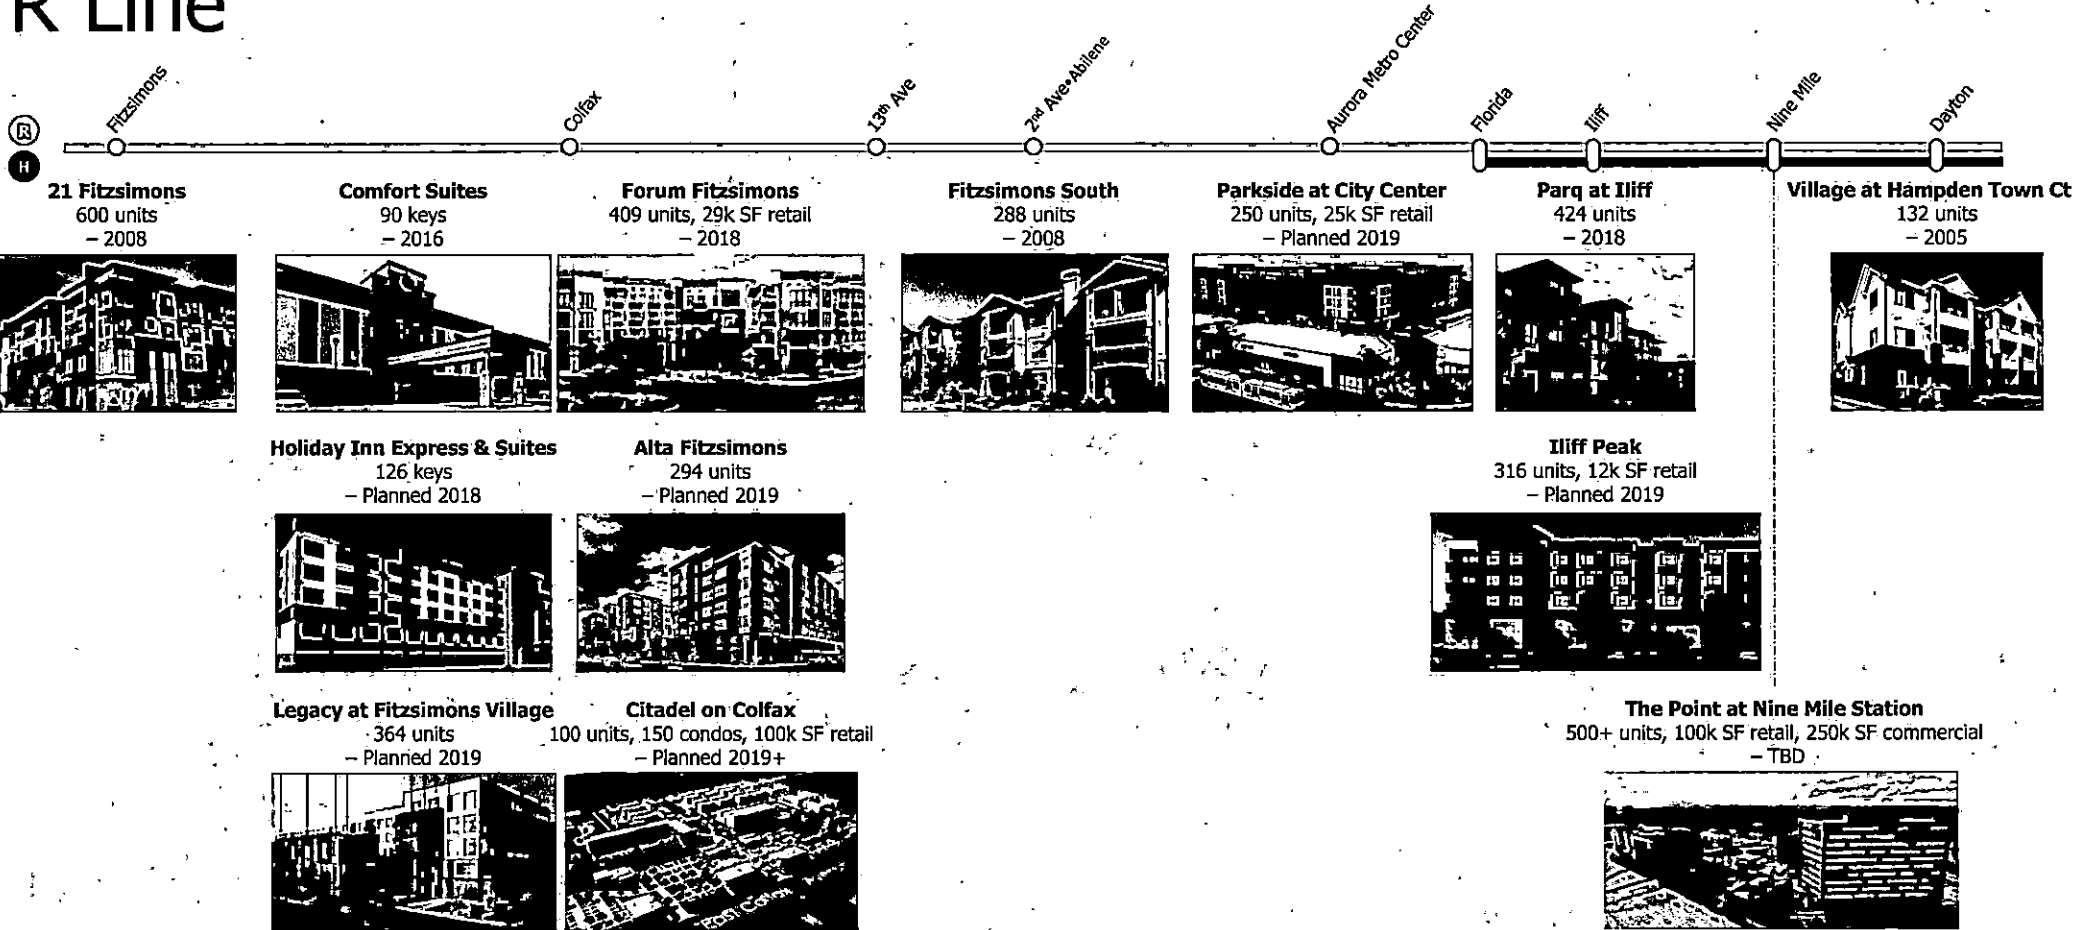 R Line
Fitzsimons
Colfax
13th Ave
2nd Ave•Abilene
Aurora Metro Center
Florida
Iliff
Nine Mile
Dayton
R
H
21 Fitzsimons
600 units
– 2008
Comfort Suites
90 keys
– 2016
Forum Fitzsimons
409 units, 29k SF retail
– 2018
Fitzsimons South
288 units
– 2008
Parkside at City Center
250 units, 25k SF retail
– Planned 2019
Parq at Iliff
424 units
– 2018
Village at Hampden Town Ct
132 units
– 2005
Holiday Inn Express & Suites
126 keys
– Planned 2018
Alta Fitzsimons
294 units
– Planned 2019
Iliff Peak
316 units, 12k SF retail
– Planned 2019
Legacy at Fitzsimons Village
364 units
– Planned 2019
Citadel on Colfax
100 units, 150 condos, 100k SF retail
– Planned 2019+
The Point at Nine Mile Station
500+ units, 100k SF retail, 250k SF commercial
– TBD
East Colfax